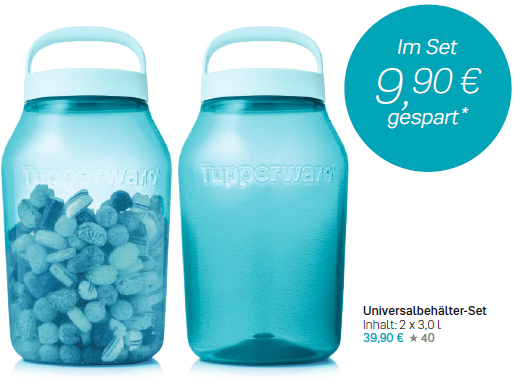 Im Set
9,90 €
gespart*
Tupperware
Tupperware
Universalbehälter-Set
Inhalt: 2 x 3,0 l
39,90 € ★ 40